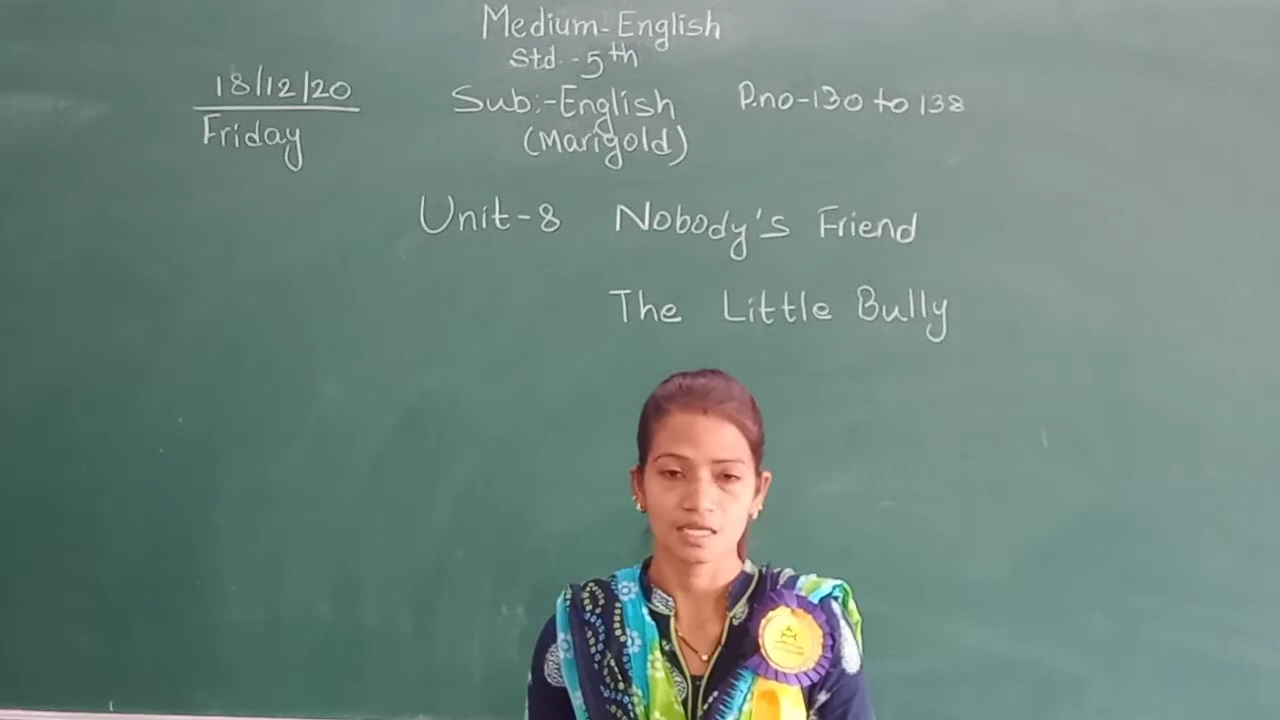 Medium-English
Std.-5th
18/12/20
Friday
Sub:-English
P.no-130 to 138
(Marigold)
Unit-8 Nobody's Friend
The Little Bully